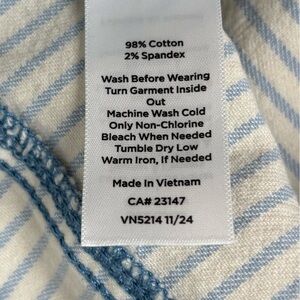 98% Cotton
2% Spandex
Wash Before Wearing
Turn Garment Inside
Out
Machine Wash Cold
Only Non-Chlorine
Bleach When Needed
Tumble Dry Low
Warm Iron, if Needed
Made in Vietnam
CA# 23147
VN5214 11/24